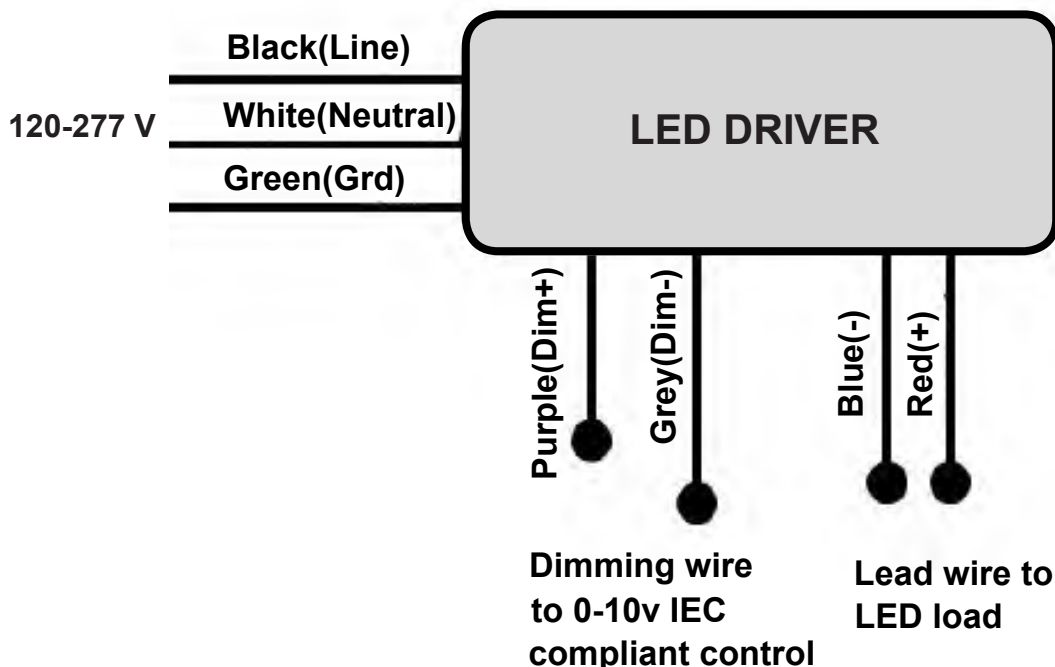 Black(Line)
120-277 V
White(Neutral)
Green(Grd)
LED DRIVER
Purple(Dim+)
Grey(Dim-)
Blue(-)
Red(+)
Dimming wire
to 0-10v IEC
compliant control
Lead wire to
LED load